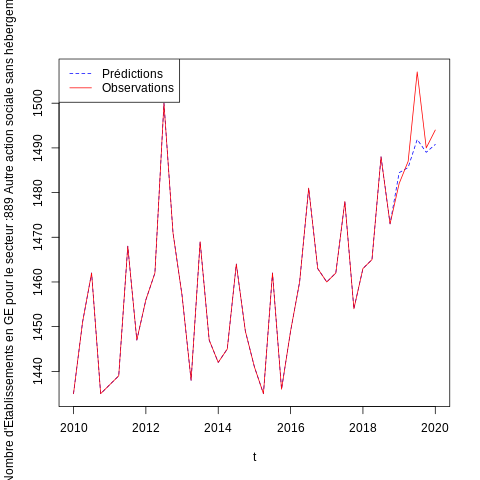 Nombre d'Etablissements en GE pour le secteur :889 Autre action sociale sans hébergem
Prédictions
Observations
1500
1490
1480
1470
1460
1450
1440
2010 2012 2014 2016 2018 2020
t